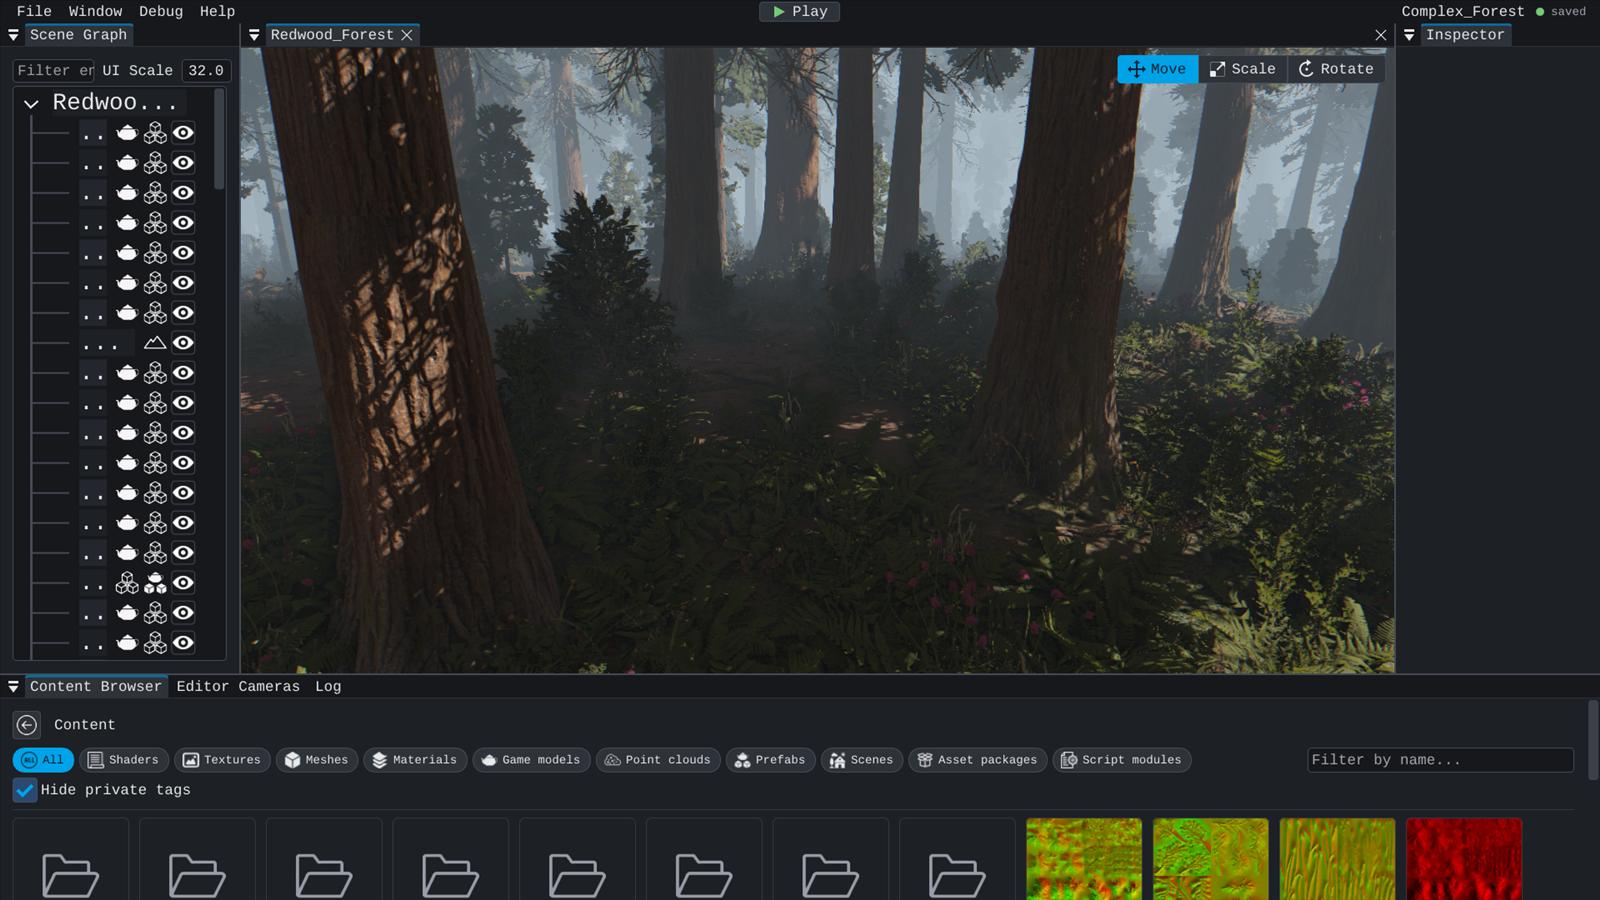 File Window Debug Help
Play
Complex_Forest saved
Scene Graph
Redwood_Forest
Inspector
Filter er
UI Scale 32.0
Move Scale Rotate
Redwoo...
..
..
..
..
..
..
..
...
..
..
..
..
..
..
..
..
..
..
Content Browser Editor Cameras Log
Content
All Shaders Textures Meshes Materials Game models Point clouds Prefabs Scenes Asset packages Script modules
Filter by name...
Hide private tags